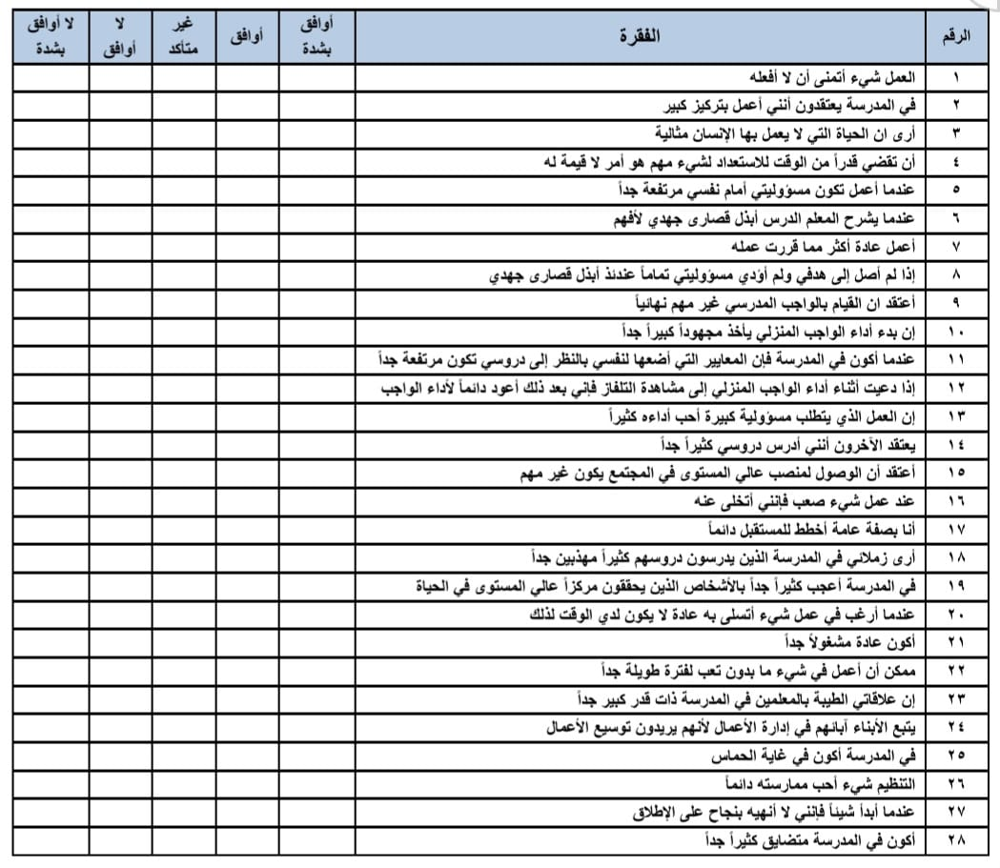 الرقم الفقرة أوافق بشدة أوافق غير متأكد لا أوافق لا أوافق بشدة
١ العمل شيء أتمنى أن لا أفعله
٢ في المدرسة يعتقدون أنني أعمل بتركيز كبير
٣ أرى ان الحياة التي لا يعمل بها الإنسان مثالية
٤ أن تقضي قدراً من الوقت للاستعداد لشيء مهم هو أمر لا قيمة له
٥ عندما أعمل تكون مسؤوليتي أمام نفسي مرتفعة جداً
٦ عندما يشرح المعلم الدرس أبذل قصارى جهدي لأفهم
٧ أعمل عادة أكثر مما قررت عمله
٨ إذا لم أصل إلى هدفي ولم أؤدي مسؤوليتي تماماً عندئذ أبذل قصارى جهدي
٩ أعتقد ان القيام بالواجب المدرسي غير مهم نهائياً
١٠ إن بدء أداء الواجب المنزلي يأخذ مجهوداً كبيراً جداً
١١ عندما أكون في المدرسة فإن المعايير التي أضعها لنفسي بالنظر إلى دروسي تكون مرتفعة جداً
١٢ إذا دعيت أثناء أداء الواجب المنزلي إلى مشاهدة التلفاز فإني بعد ذلك أعود دائماً لأداء الواجب
١٣ إن العمل الذي يتطلب مسؤولية كبيرة أحب أداءه كثيراً
١٤ يعتقد الآخرون أنني أدرس دروسي كثيراً جداً
١٥ أعتقد أن الوصول لمنصب عالي المستوى في المجتمع يكون غير مهم
١٦ عند عمل شيء صعب فإنني أتخلى عنه
١٧ أنا بصفة عامة أخطط للمستقبل دائماً
١٨ أرى زملائي في المدرسة الذين يدرسون دروسهم كثيراً مهذبين جداً
١٩ في المدرسة أعجب كثيراً جداً بالأشخاص الذين يحققون مركزاً عالي المستوى في الحياة
٢٠ عندما أرغب في عمل شيء أتسلى به عادة لا يكون لدي الوقت لذلك
٢١ أكون عادة مشغولاً جداً
٢٢ ممكن أن أعمل في شيء ما بدون تعب لفترة طويلة جداً
٢٣ إن علاقاتي الطيبة بالمعلمين في المدرسة ذات قدر كبير جداً
٢٤ يتبع الأبناء آبائهم في إدارة الأعمال لأنهم يريدون توسيع الأعمال
٢٥ في المدرسة أكون في غاية الحماس
٢٦ التنظيم شيء أحب ممارسته دائماً
٢٧ عندما أبدأ شيئاً فإنني لا أنهيه بنجاح على الإطلاق
٢٨ أكون في المدرسة متضايق كثيراً جداً